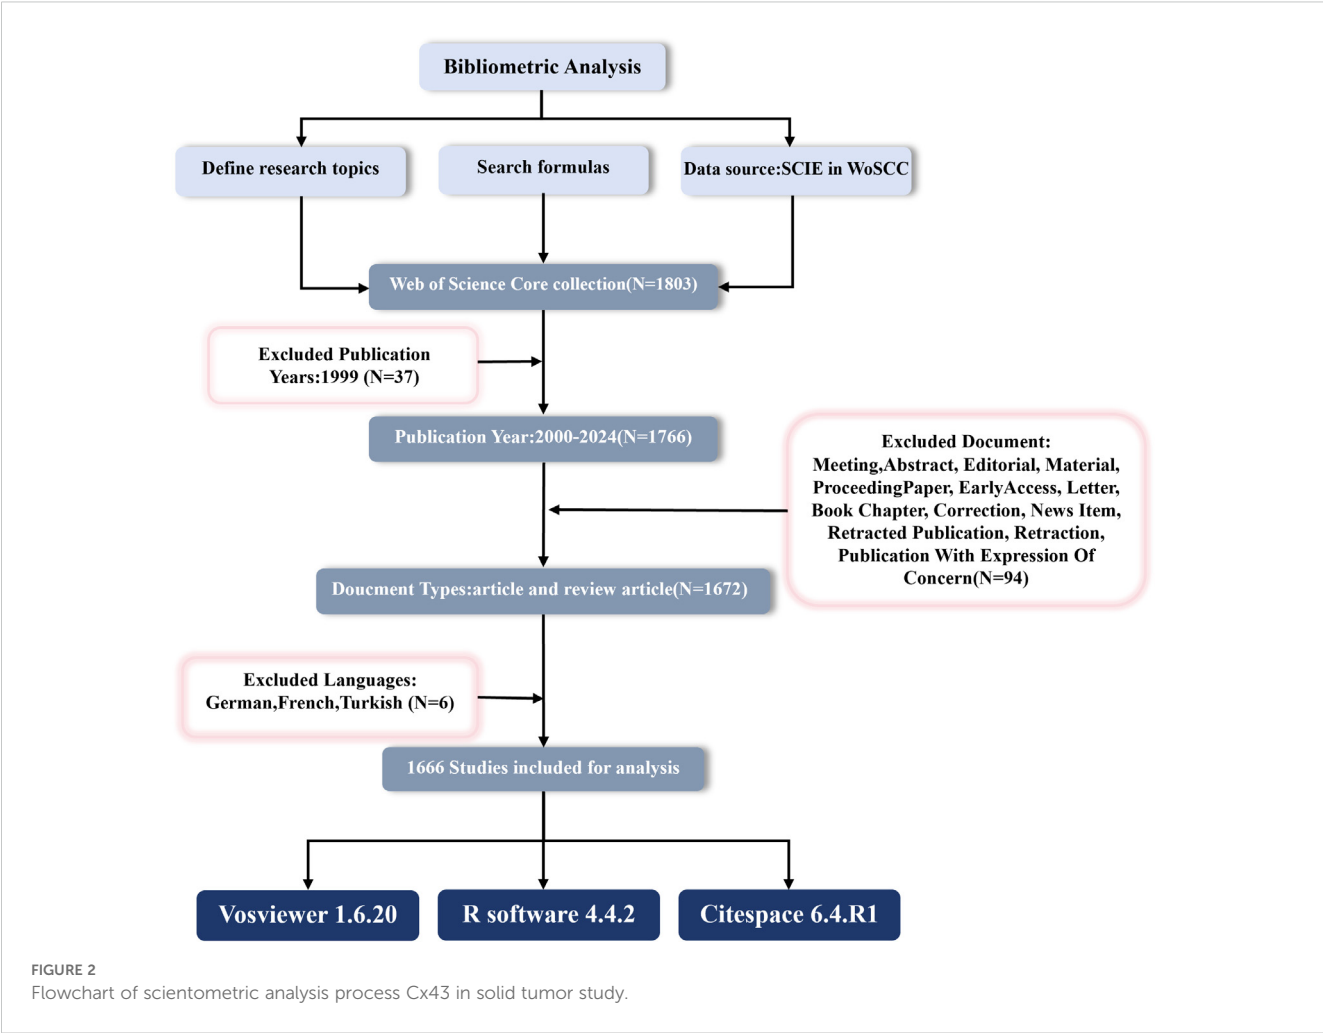 Bibliometric Analysis
Define research topics
Search formulas
Data source:SCIE in WoSCC
Web of Science Core collection(N=1803)
Excluded Publication
Years:1999 (N=37)
Publication Year:2000-2024(N=1766)
Excluded Document:
Meeting,Abstract, Editorial, Material,
ProceedingPaper, EarlyAccess, Letter,
Book Chapter, Correction, News Item,
Retracted Publication, Retraction,
Publication With Expression Of
Concern(N=94)
Doucment Types:article and review article(N=1672)
Excluded Languages:
German,French,Turkish (N=6)
1666 Studies included for analysis
Vosviewer 1.6.20
R software 4.4.2
Citespace 6.4.R1
FIGURE 2
Flowchart of scientometric analysis process Cx43 in solid tumor study.